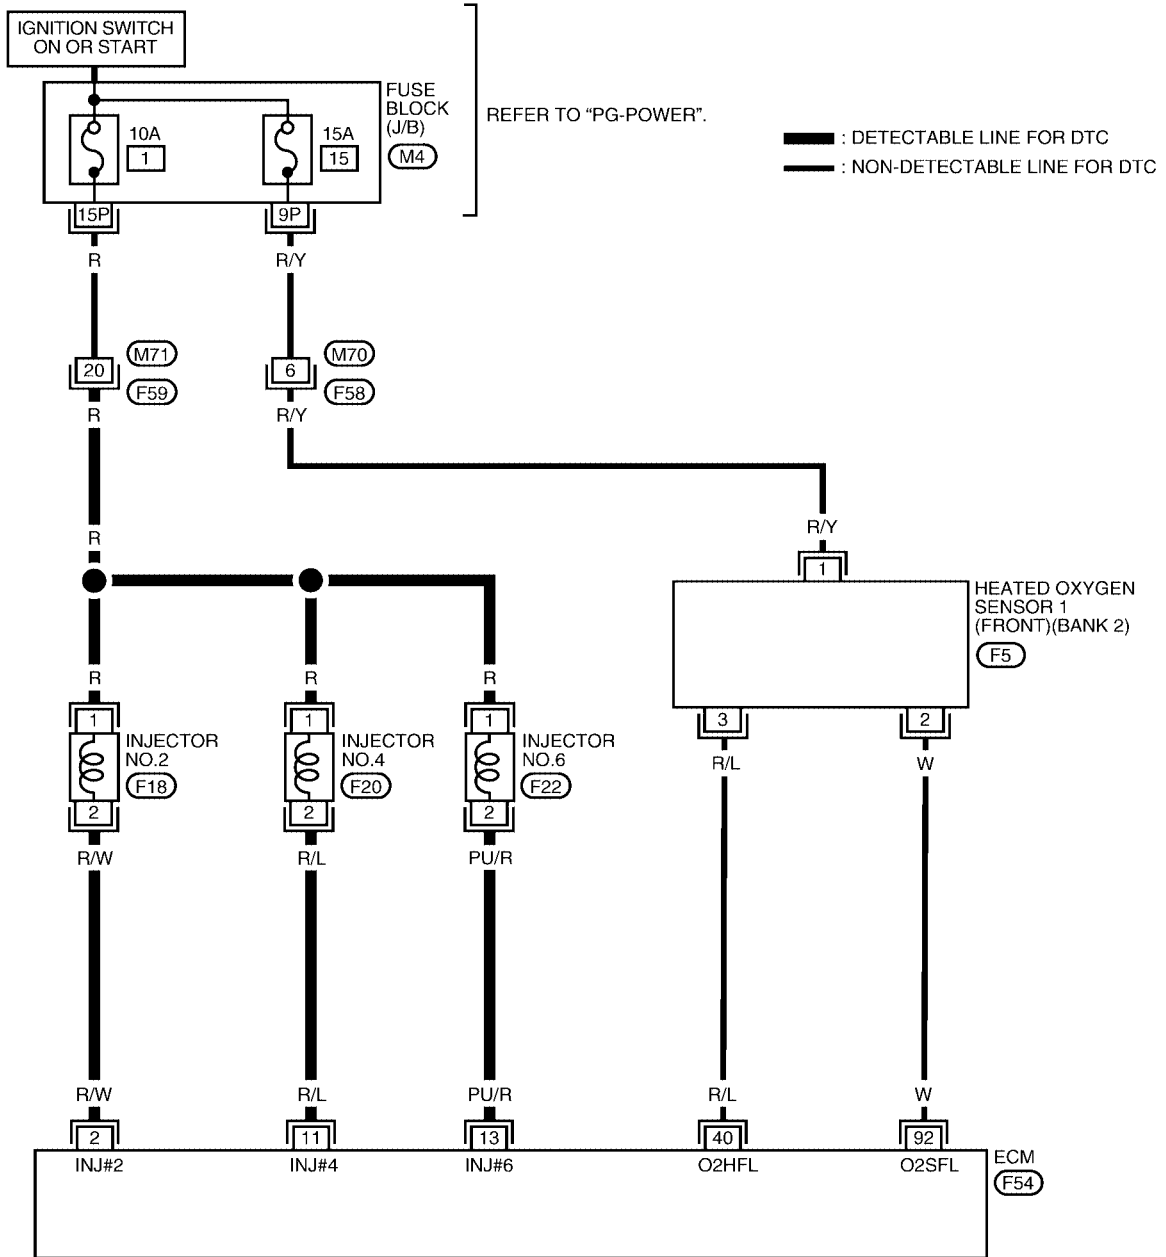 IGNITION SWITCH
ON OR START
FUSE
BLOCK
(J/B)
M4
10A
1
15A
15
REFER TO “PG-POWER”.
: DETECTABLE LINE FOR DTC
: NON-DETECTABLE LINE FOR DTC
15P
9P
R
R/Y
20
M71
F59
6
M70
F58
R
R/Y
R
R/Y
1
HEATED OXYGEN
SENSOR 1
(FRONT)(BANK 2)
F5
R
R
R
1
1
1
3
2
INJECTOR
NO.2
F18
INJECTOR
NO.4
F20
INJECTOR
NO.6
F22
R/L
W
2
2
2
R/W
R/L
PU/R
R/W
R/L
PU/R
R/L
W
2
11
13
40
92
INJ#2
INJ#4
INJ#6
O2HFL
O2SFL
ECM
F54